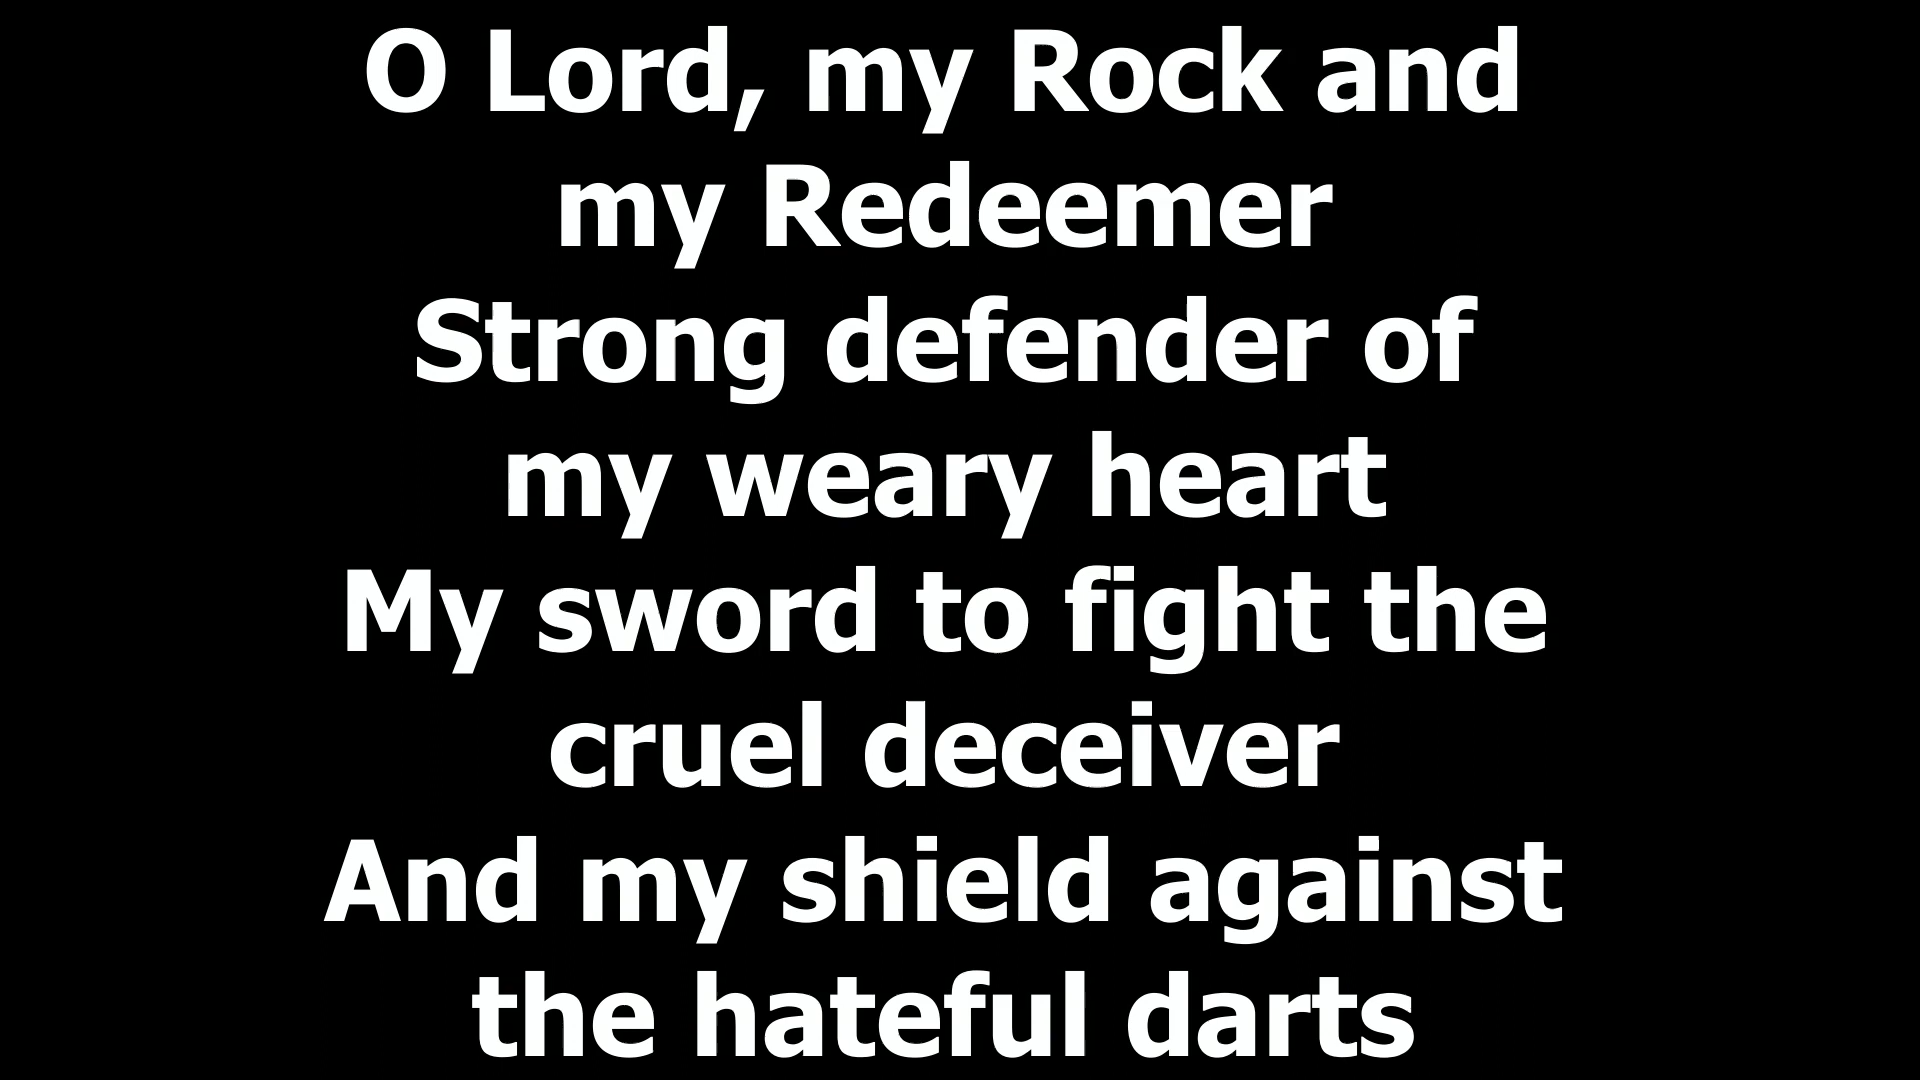 O Lord, my Rock and
my Redeemer
Strong defender of
my weary heart
My sword to fight the
cruel deceiver
And my shield against
the hateful darts